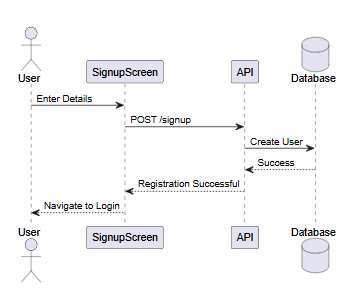 User
SignupScreen
API
Database
Enter Details
POST /signup
Create User
Success
Registration Successful
Navigate to Login
User
SignupScreen
API
Database